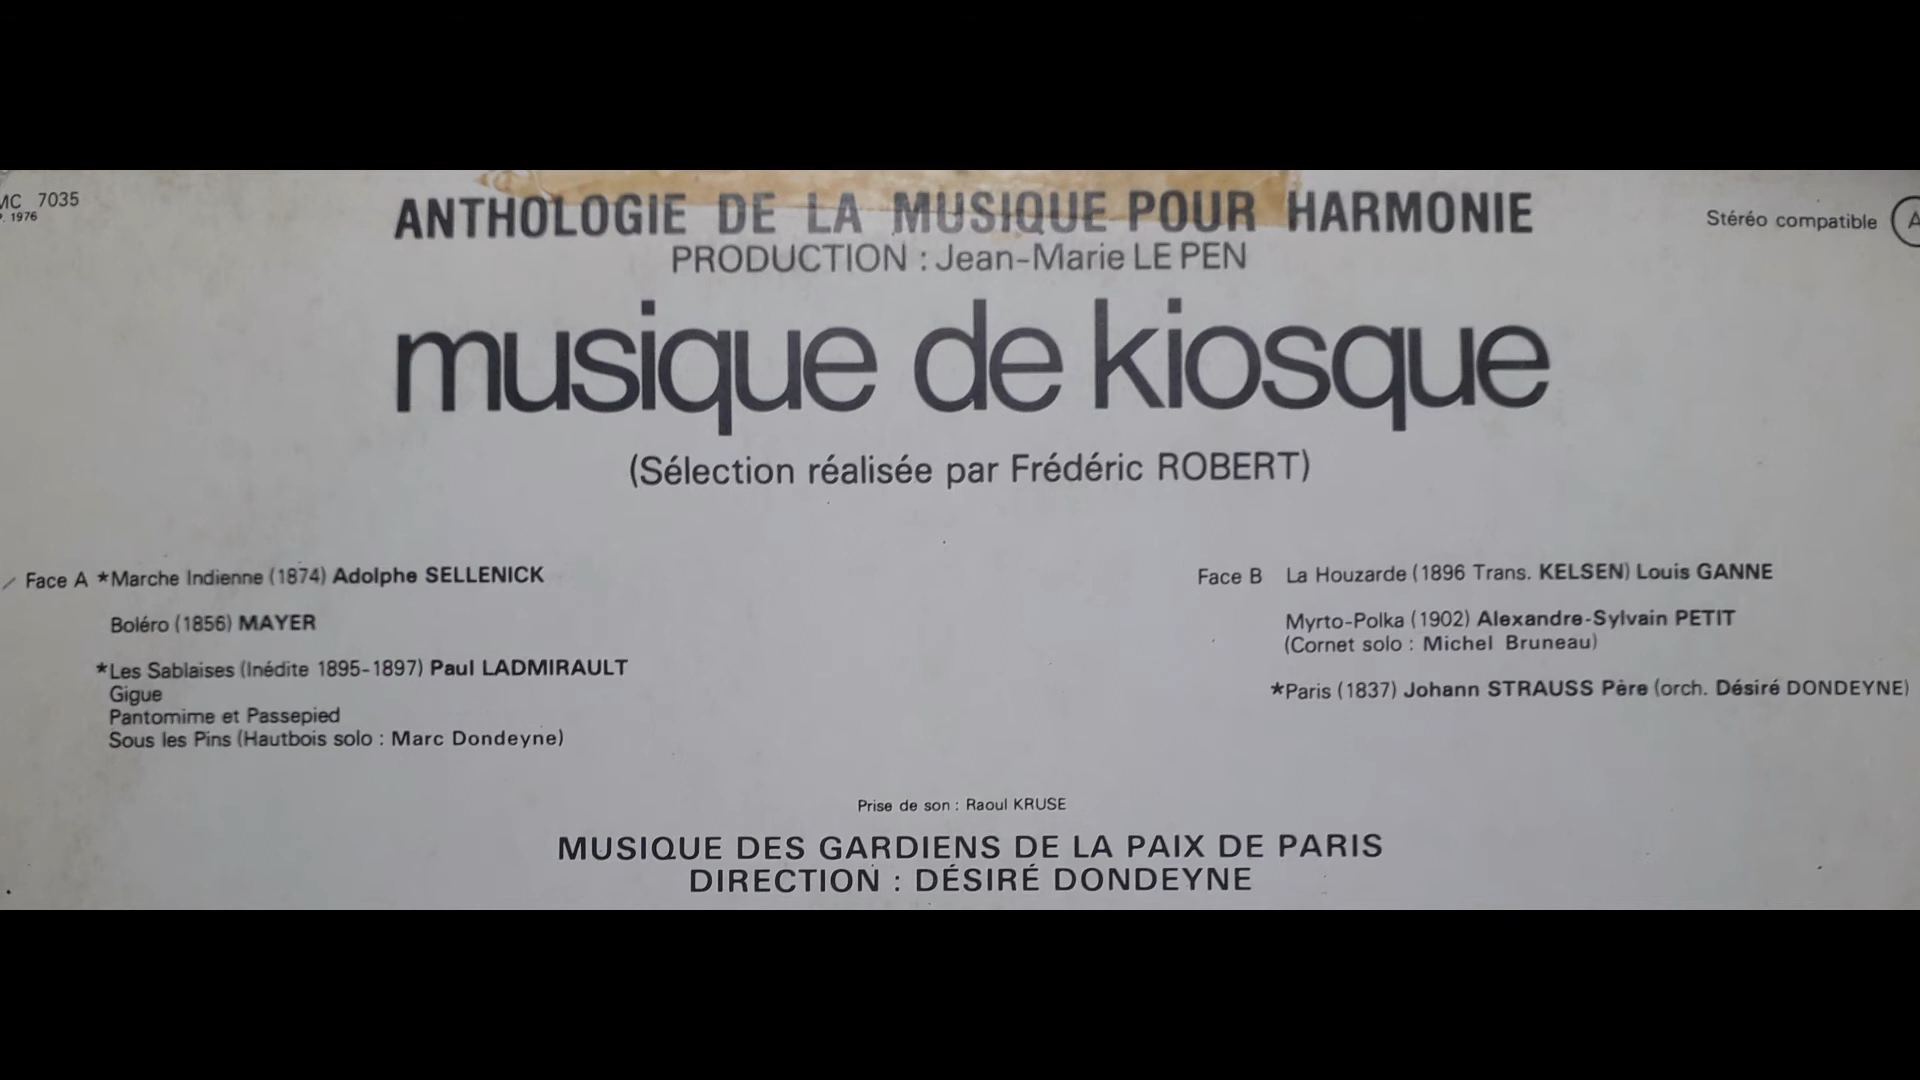 MC 7035
P. 1976
ANTHOLOGIE DE LA MUSIQUE POUR HARMONIE
Stéréo compatible A
PRODUCTION : Jean-Marie LE PEN
musique de kiosque
(Sélection réalisée par Frédéric ROBERT)
Face A *Marche Indienne (1874) Adolphe SELLENICK
Boléro (1856) MAYER
*Les Sablaises (Inédite 1895-1897) Paul LADMIRAULT
Gigue
Pantomime et Passepied
Sous les Pins (Hautbois solo : Marc Dondeyne)
Face B La Houzarde (1896 Trans. KELSEN) Louis GANNE
Myrto-Polka (1902) Alexandre-Sylvain PETIT
(Cornet solo : Michel Bruneau)
*Paris (1837) Johann STRAUSS Père (orch. Désiré DONDEYNE)
Prise de son : Raoul KRUSE
MUSIQUE DES GARDIENS DE LA PAIX DE PARIS
DIRECTION : DÉSIRÉ DONDEYNE